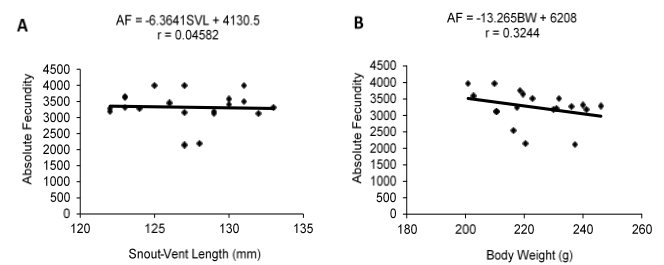 A
AF = -6.3641SVL + 4130.5
r = 0.04582
Absolute Fecundity
4500
4000
3500
3000
2500
2000
1500
1000
500
0
120 125 130 135
Snout-Vent Length (mm)
B
AF = -13.265BW + 6208
r = 0.3244
Absolute Fecundity
4500
4000
3500
3000
2500
2000
1500
1000
500
0
180 200 220 240 260
Body Weight (g)